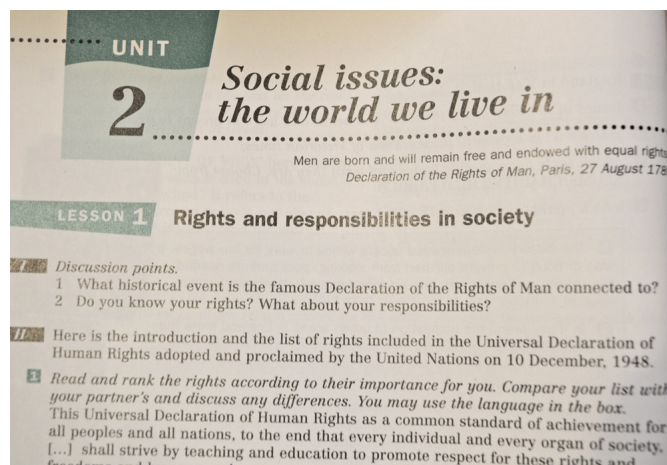 UNIT
2
Social issues:
the world we live in
Men are born and will remain free and endowed with equal rights
Declaration of the Rights of Man, Paris, 27 August 178
LESSON 1
Rights and responsibilities in society
I
Discussion points.
1 What historical event is the famous Declaration of the Rights of Man connected to?
2 Do you know your rights? What about your responsibilities?
II
Here is the introduction and the list of rights included in the Universal Declaration of
Human Rights adopted and proclaimed by the United Nations on 10 December, 1948.
1 Read and rank the rights according to their importance for you. Compare your list with
your partner's and discuss any differences. You may use the language in the box.
This Universal Declaration of Human Rights as a common standard of achievement for
all peoples and all nations, to the end that every individual and every organ of society,
[...] shall strive by teaching and education to promote respect for these rights and